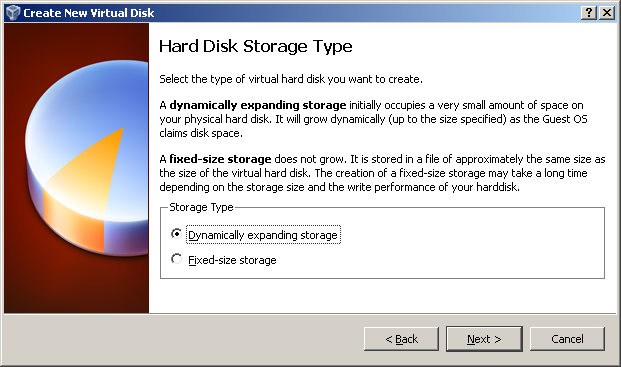 Create New Virtual Disk
Hard Disk Storage Type
Select the type of virtual hard disk you want to create.
A dynamically expanding storage initially occupies a very small amount of space on
your physical hard disk. It will grow dynamically (up to the size specified) as the Guest OS
claims disk space.
A fixed-size storage does not grow. It is stored in a file of approximately the same size as
the size of the virtual hard disk. The creation of a fixed-size storage may take a long time
depending on the storage size and the write performance of your harddisk.
Storage Type
Dynamically expanding storage
Fixed-size storage
< Back Next > Cancel